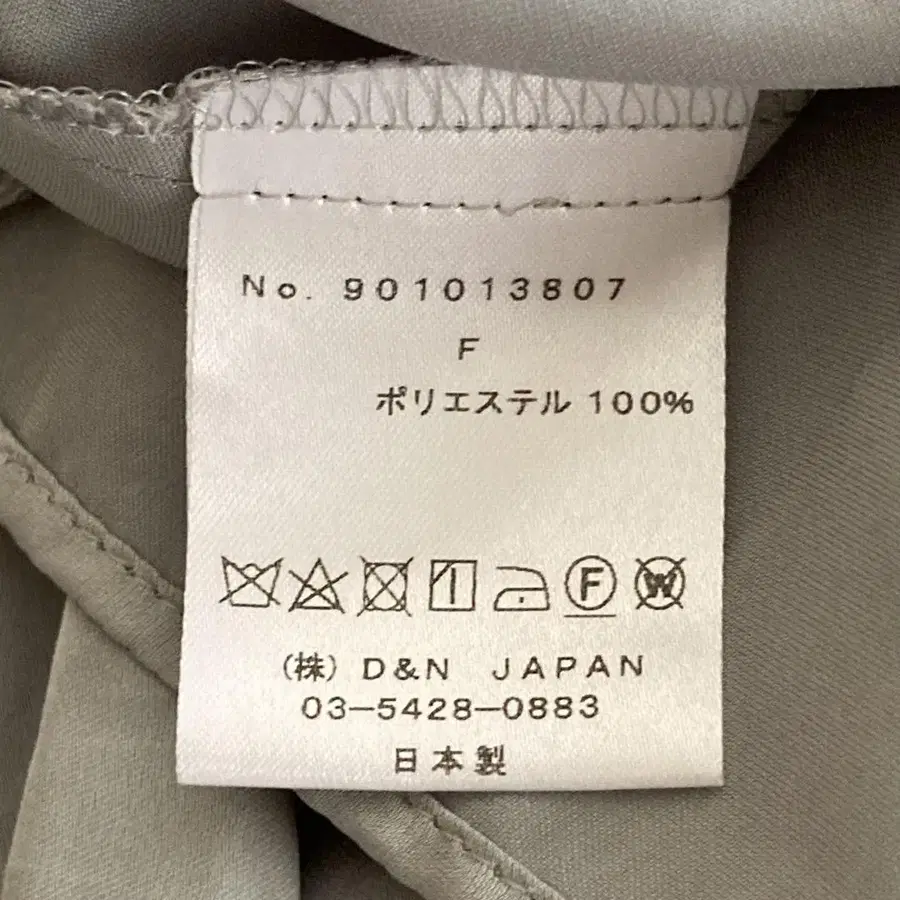 No. 901013807
F
ポリエステル 100%
F W
(株) D&N JAPAN
03-5428-0883
日本製